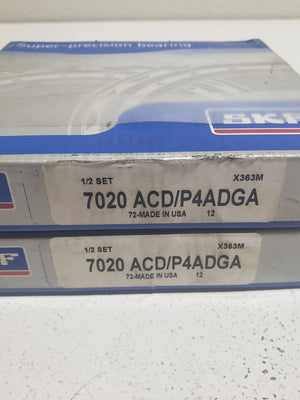 Super-precision bearing
SKF
1/2 SET X363M
7020 ACD/P4ADGA
72-MADE IN USA 12
1/2 SET X363M
7020 ACD/P4ADGA
72-MADE IN USA 12